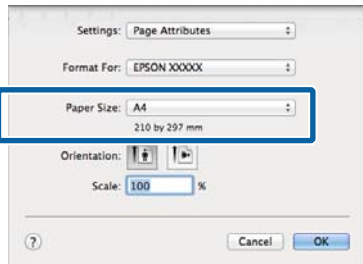 Settings: Page Attributes
Format For: EPSON XXXXX
Paper Size: A4
210 by 297 mm
Orientation:
Scale: 100 %
? Cancel OK